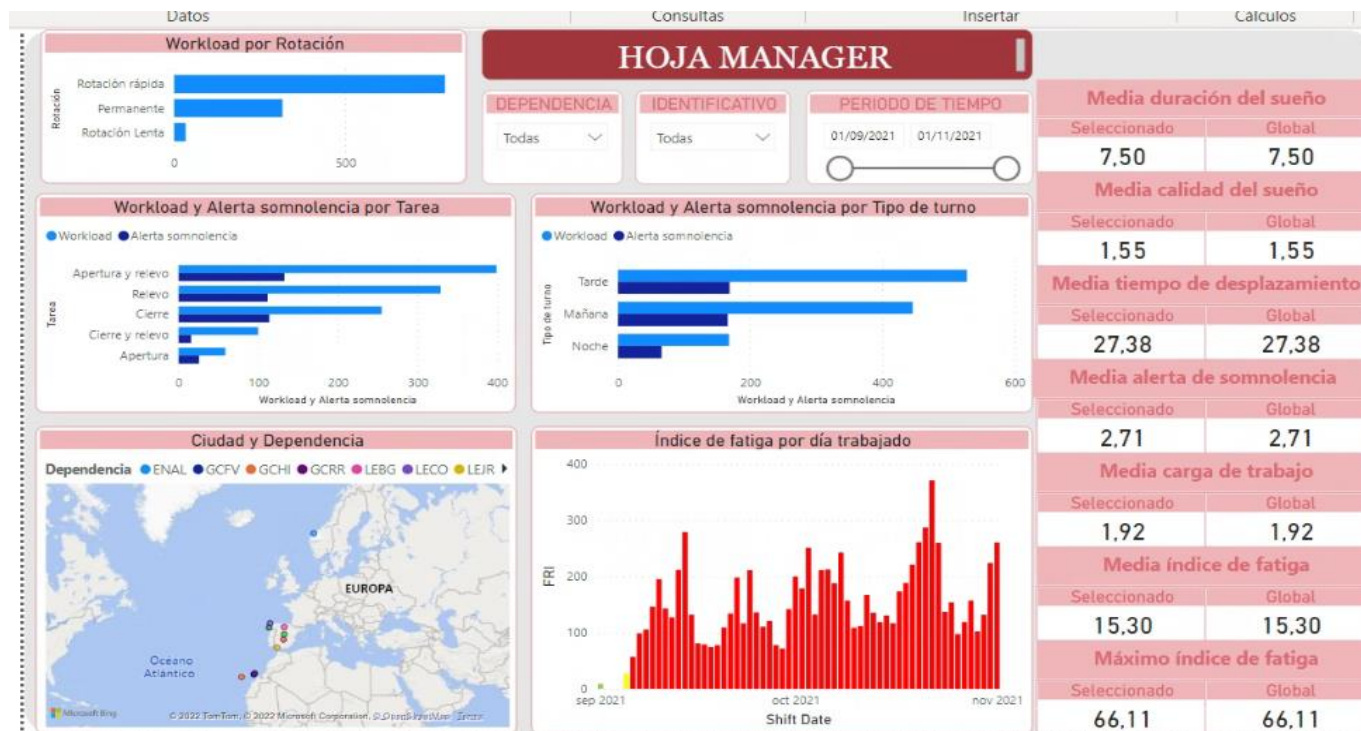 Datos
Consultas
Insertar
Cálculos
Workload por Rotación
Rotación
Rotación rápida
Permanente
Rotación Lenta
0
500
HOJA MANAGER
DEPENDENCIA
Todas
IDENTIFICATIVO
Todas
PERIODO DE TIEMPO
01/09/2021
01/11/2021
Workload y Alerta somnolencia por Tarea
Workload Alerta somnolencia
Tarea
Apertura y relevo
Relevo
Cierre
Cierre y relevo
Apertura
0 100 200 300 400
Workload y Alerta somnolencia
Workload y Alerta somnolencia por Tipo de turno
Workload Alerta somnolencia
Tipo de turno
Tarde
Mañana
Noche
0 200 400 600
Workload y Alerta somnolencia
Ciudad y Dependencia
Dependencia ENAL GCFV GCHI GCRR LEBG LECO LEJR
EUROPA
Océano
Atlántico
Microsoft Bing
© 2022 TomTom, © 2022 Microsoft Corporation, © OpenStreetMap Terms
Índice de fatiga por día trabajado
FRI
400
300
200
100
0
sep 2021 oct 2021 nov 2021
Shift Date
Media duración del sueño
Seleccionado Global
7,50 7,50
Media calidad del sueño
Seleccionado Global
1,55 1,55
Media tiempo de desplazamiento
Seleccionado Global
27,38 27,38
Media alerta de somnolencia
Seleccionado Global
2,71 2,71
Media carga de trabajo
Seleccionado Global
1,92 1,92
Media índice de fatiga
Seleccionado Global
15,30 15,30
Máximo índice de fatiga
Seleccionado Global
66,11 66,11